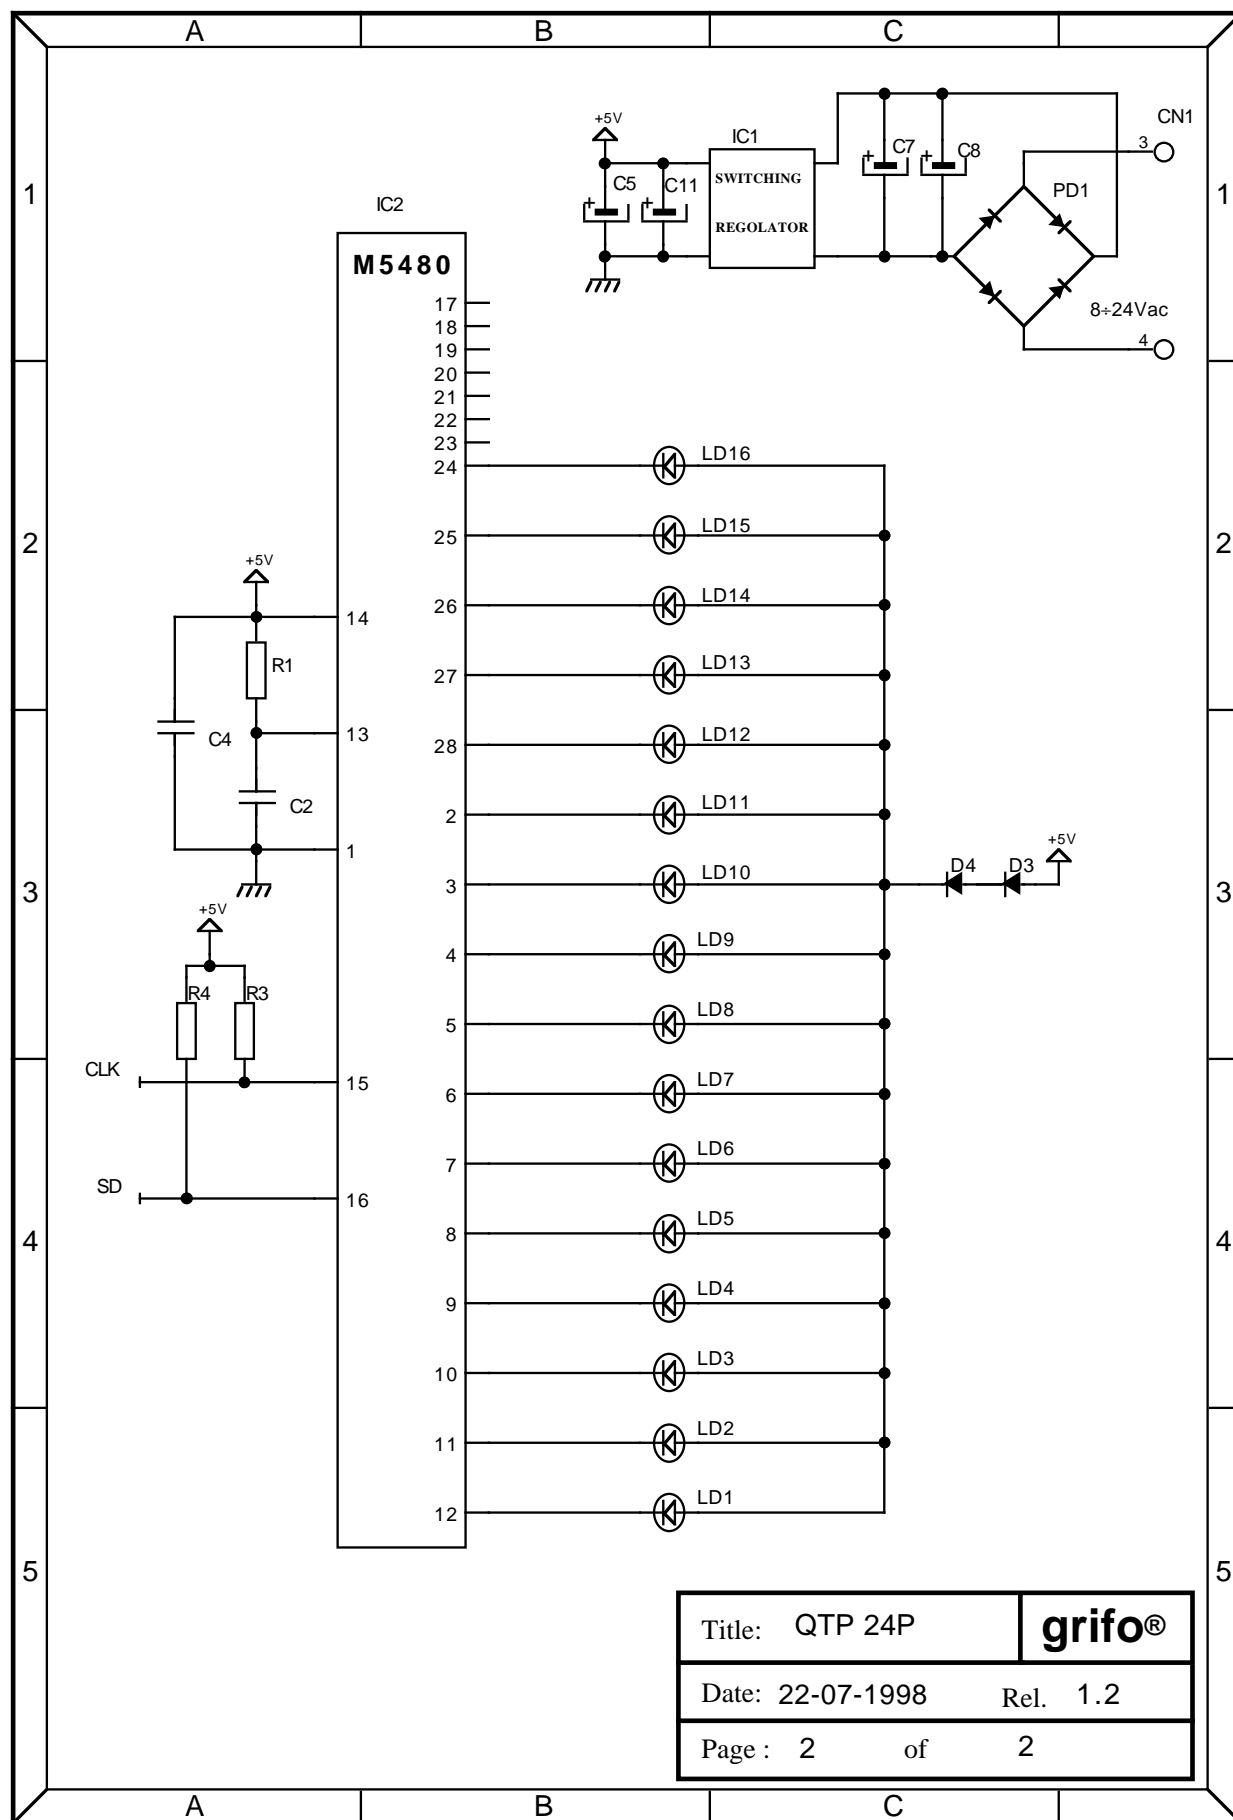 A B C
+5V
IC1
CN1
3
C7 C8
C5 C11
SWITCHING
REGOLATOR
PD1
8÷24Vac
4
1 1
IC2
M5480
17
18
19
20
21
22
23
24 LD16
2 2
25 LD15
+5V
26 LD14
14
R1
27 LD13
C4 13
28 LD12
C2
2 LD11
1
+5V
3 3
3 LD10 D4 D3
+5V
4 LD9
R4 R3
5 LD8
CLK 15
6 LD7
7 LD6
SD 16
8 LD5
4 4
9 LD4
10 LD3
11 LD2
12 LD1
5 5
Title: QTP 24P grifo®
Date: 22-07-1998 Rel. 1.2
Page : 2 of 2
A B C